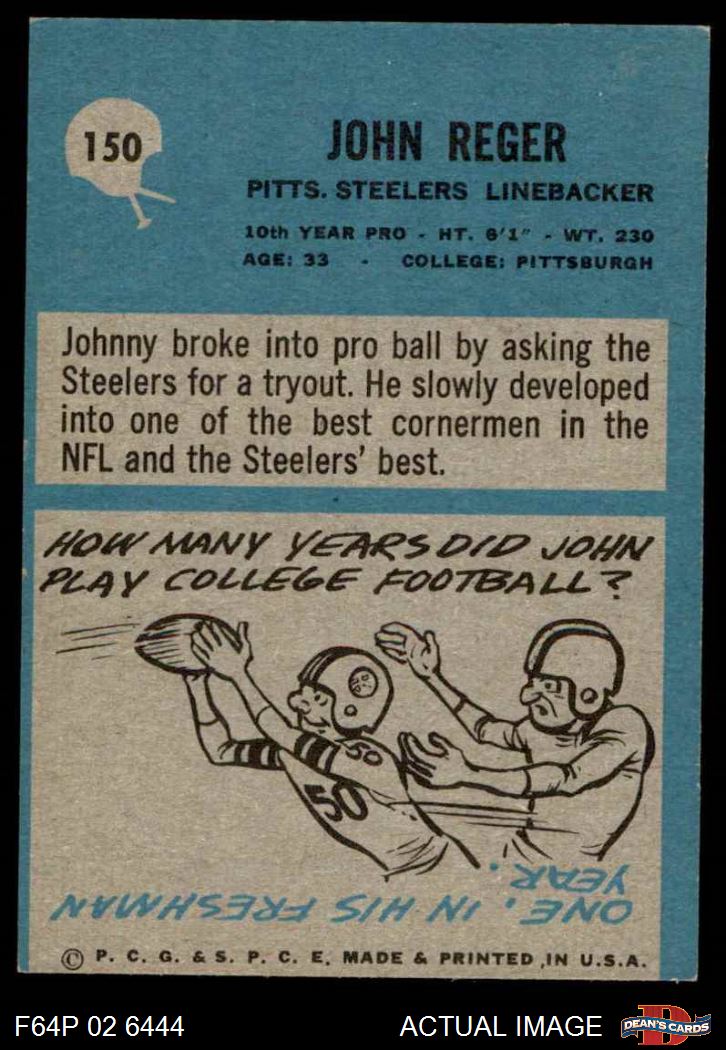 150
JOHN REGER
PITTS. STEELERS LINEBACKER
10th YEAR PRO - HT. 6'1" - WT. 230
AGE: 33 - COLLEGE: PITTSBURGH
Johnny broke into pro ball by asking the
Steelers for a tryout. He slowly developed
into one of the best cornermen in the
NFL and the Steelers' best.
HOW MANY YEARS DID JOHN
PLAY COLLEGE FOOTBALL?
50
50
ONE, IN HIS FRESHMAN
YEAR.
© P. C. G. & S. P. C. E. MADE & PRINTED IN U.S.A.
F64P 02 6444
ACTUAL IMAGE
D
DEAN'S CARDS